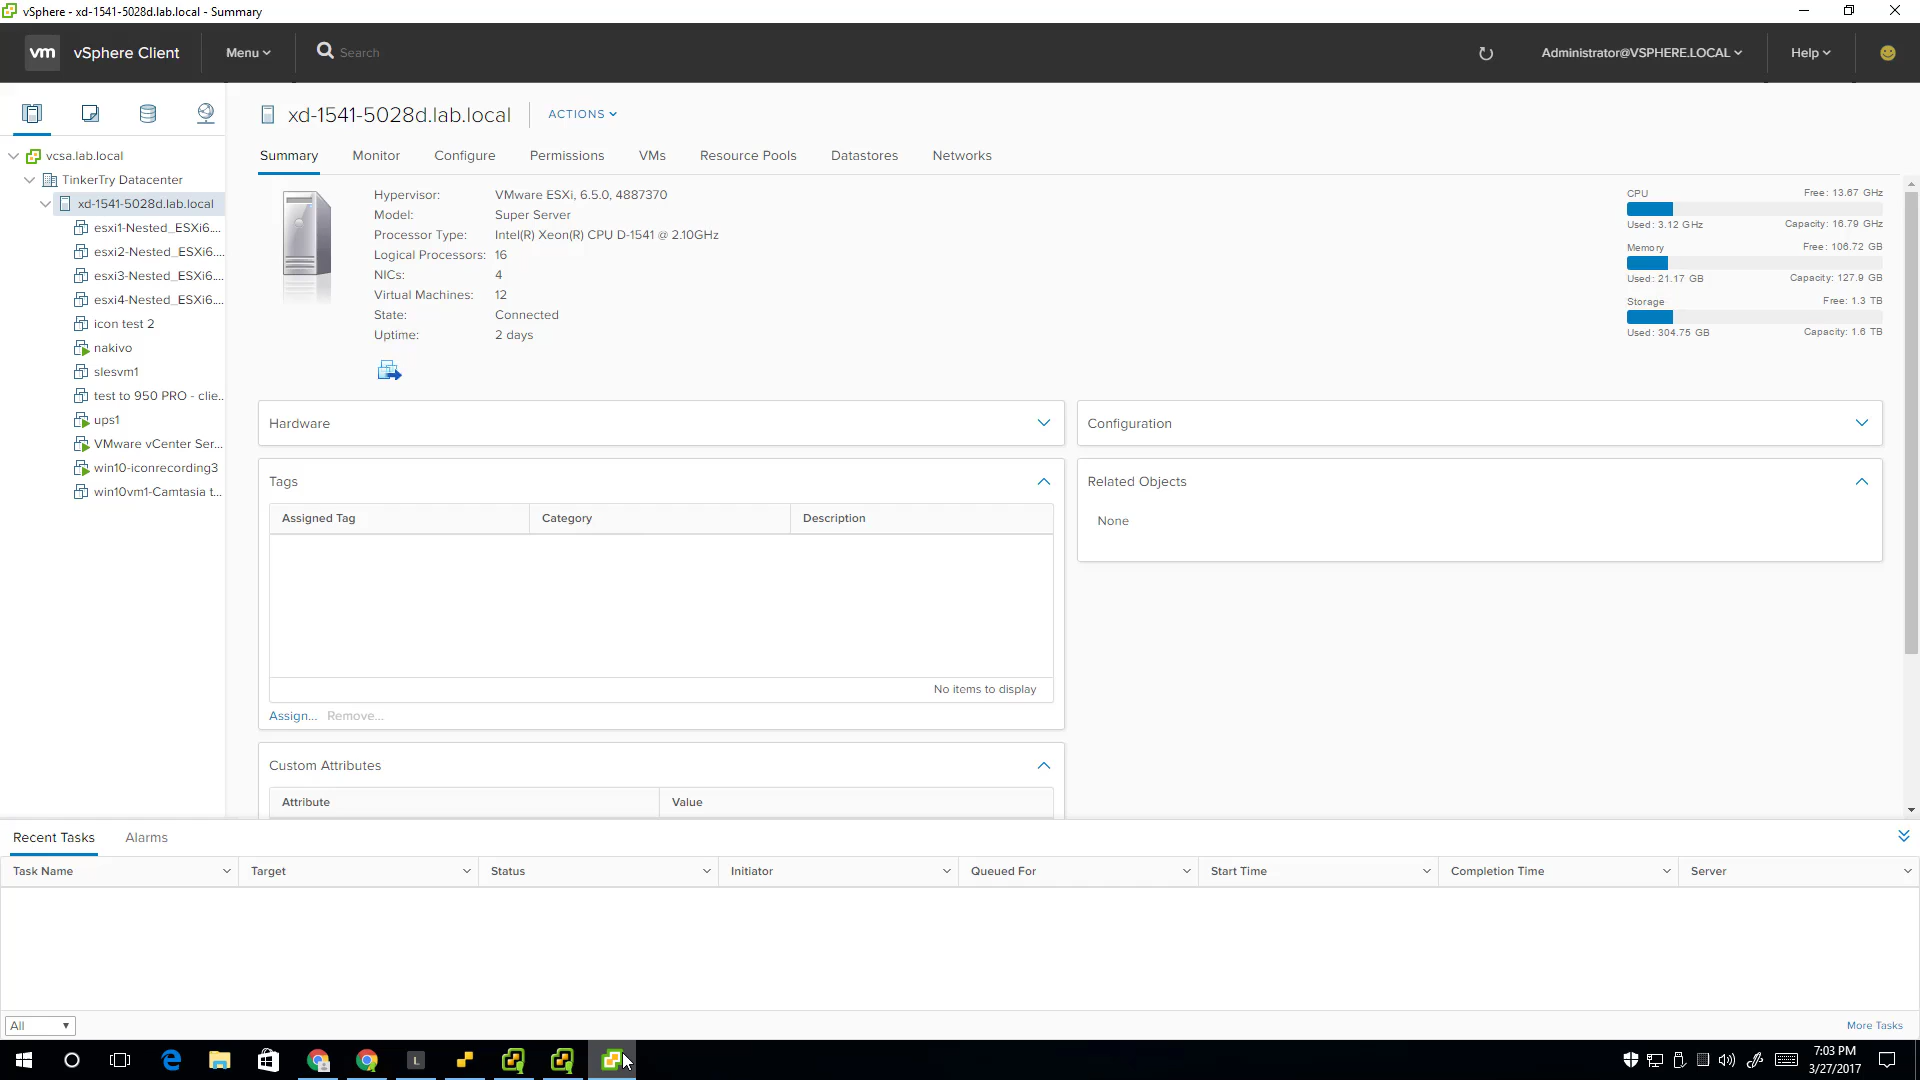 vSphere - xd-1541-5028d.lab.local - Summary
vm vSphere Client Menu Search Administrator@VSPHERE.LOCAL Help
xd-1541-5028d.lab.local ACTIONS
Summary Monitor Configure Permissions VMs Resource Pools Datastores Networks
vcsa.lab.local
TinkerTry Datacenter
xd-1541-5028d.lab.local
esxi1-Nested_ESXi6....
esxi2-Nested_ESXi6....
esxi3-Nested_ESXi6....
esxi4-Nested_ESXi6....
icon test 2
nakivo
slesvm1
test to 950 PRO - clie...
ups1
VMware vCenter Ser...
win10-iconrecording3
win10vm1-Camtasia t...
Hypervisor: VMware ESXi, 6.5.0, 4887370
Model: Super Server
Processor Type: Intel(R) Xeon(R) CPU D-1541 @ 2.10GHz
Logical Processors: 16
NICs: 4
Virtual Machines: 12
State: Connected
Uptime: 2 days
CPU Free: 13.67 GHz
Used: 3.12 GHz Capacity: 16.79 GHz
Memory Free: 106.72 GB
Used: 21.17 GB Capacity: 127.9 GB
Storage Free: 1.3 TB
Used: 304.75 GB Capacity: 1.6 TB
Hardware
Configuration
Tags
Assigned Tag Category Description
No items to display
Assign... Remove...
Related Objects
None
Custom Attributes
Attribute Value
Recent Tasks Alarms
Task Name Target Status Initiator Queued For Start Time Completion Time Server
All
More Tasks
L
7:03 PM
3/27/2017